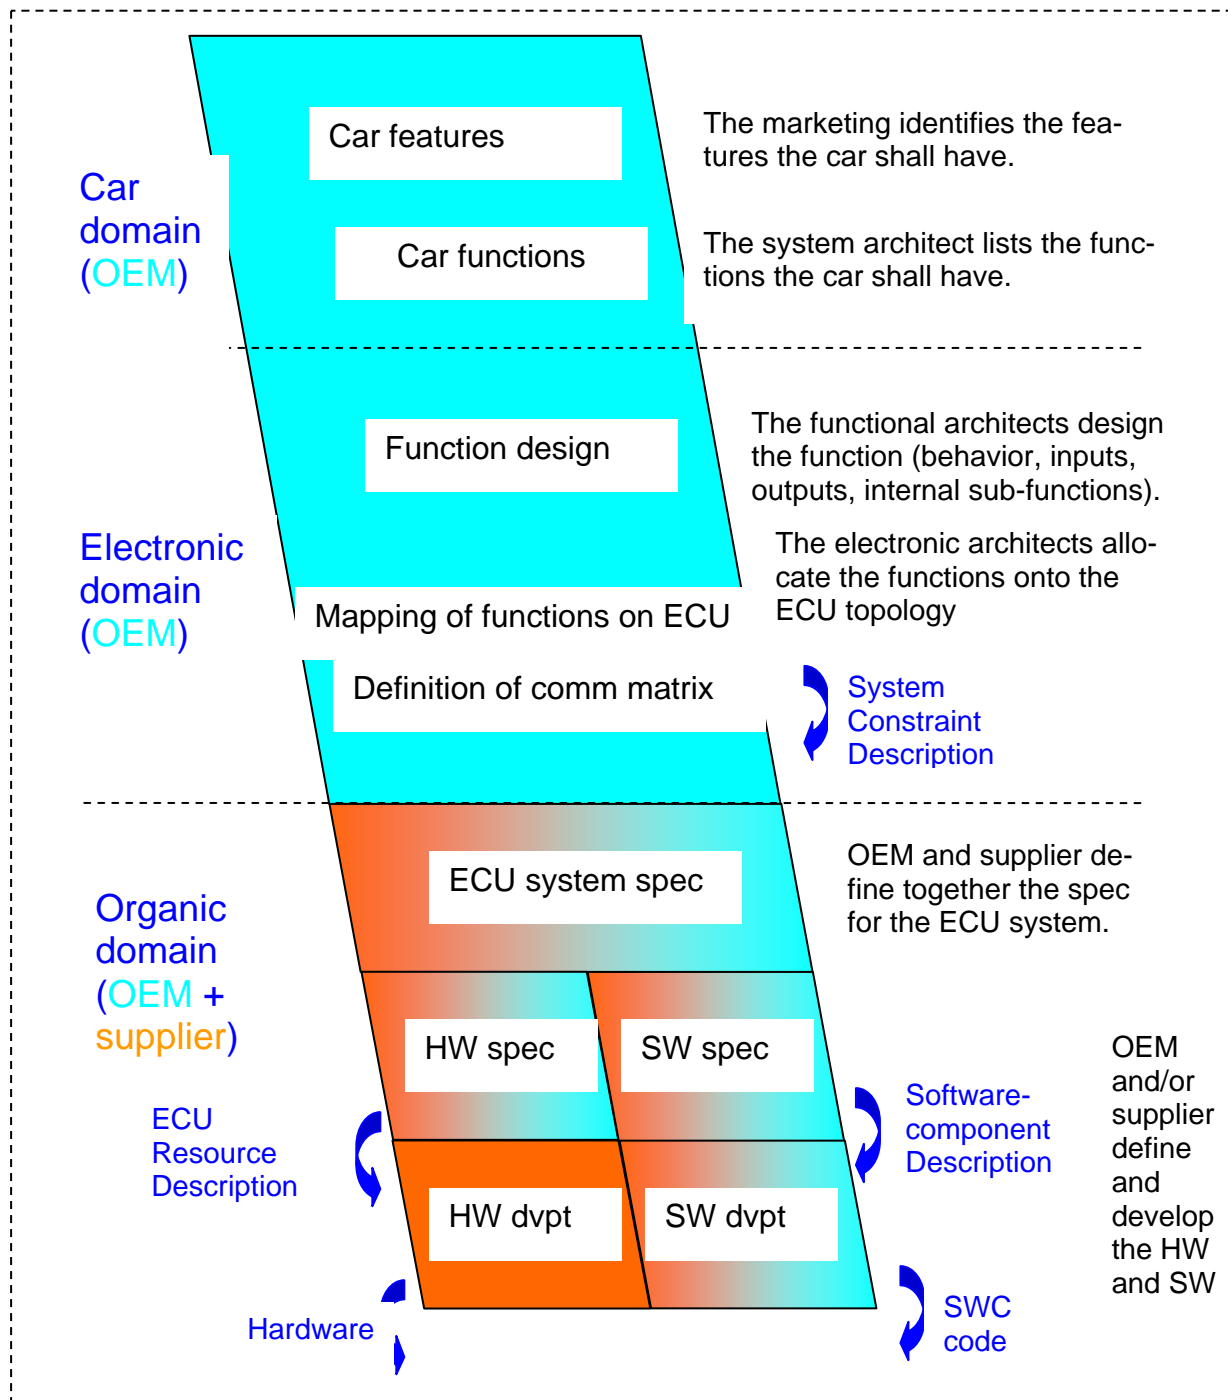 Car features
The marketing identifies the fea-
tures the car shall have.
Car
domain
(OEM)
Car functions
The system architect lists the func-
tions the car shall have.
Function design
The functional architects design
the function (behavior, inputs,
outputs, internal sub-functions).
Electronic
domain
(OEM)
The electronic architects allo-
cate the functions onto the
ECU topology
Mapping of functions on ECU
Definition of comm matrix
System
Constraint
Description
ECU system spec
OEM and supplier de-
fine together the spec
for the ECU system.
Organic
domain
(OEM +
supplier)
HW spec
SW spec
OEM
and/or
supplier
define
and
develop
the HW
and SW
ECU
Resource
Description
Software-
component
Description
HW dvpt
SW dvpt
Hardware
SWC
code